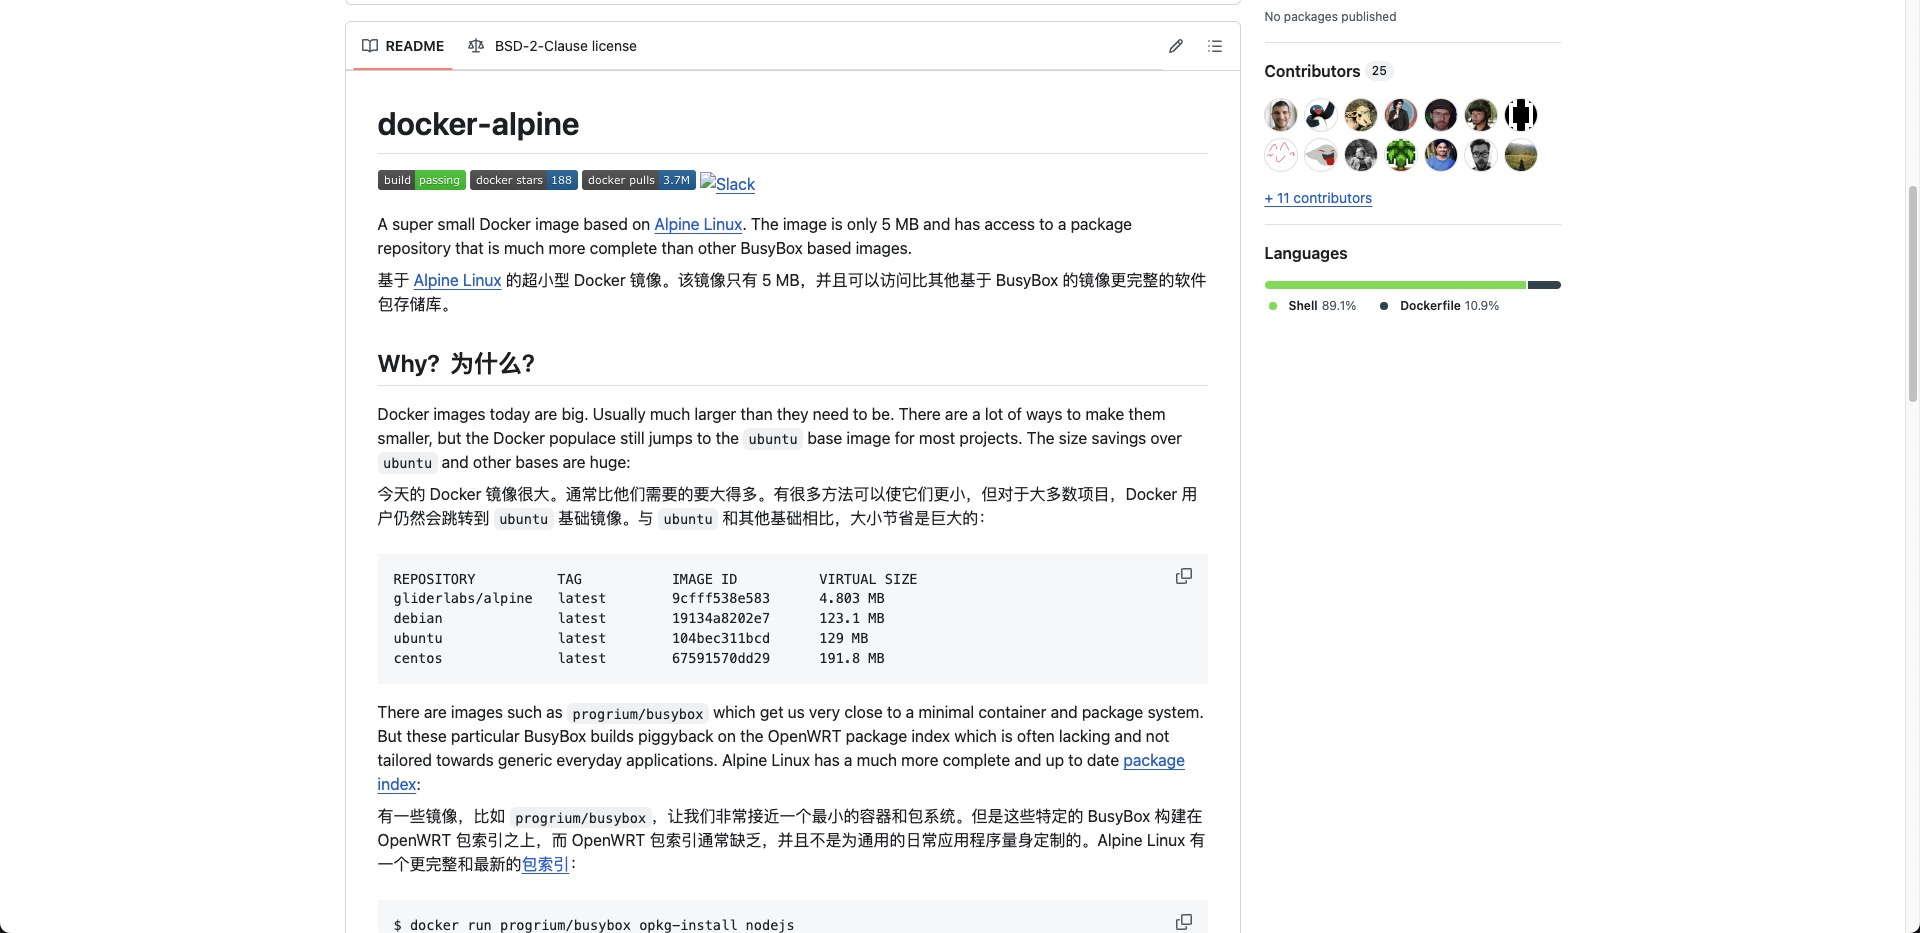 No packages published
README
BSD-2-Clause license
Contributors 25
docker-alpine
build passing docker stars 188 docker pulls 3.7M Slack
+ 11 contributors
A super small Docker image based on Alpine Linux. The image is only 5 MB and has access to a package
repository that is much more complete than other BusyBox based images.
Languages
Shell 89.1% Dockerfile 10.9%
基于 Alpine Linux 的超小型 Docker 镜像。该镜像只有 5 MB，并且可以访问比其他基于 BusyBox 的镜像更完整的软件
包存储库。
Why? 为什么?
Docker images today are big. Usually much larger than they need to be. There are a lot of ways to make them
smaller, but the Docker populace still jumps to the ubuntu base image for most projects. The size savings over
ubuntu and other bases are huge:
今天的 Docker 镜像很大。通常比他们需要的要大得多。有很多方法可以使它们更小，但对于大多数项目，Docker 用
户仍然会跳转到 ubuntu 基础镜像。与 ubuntu 和其他基础相比，大小节省是巨大的：
REPOSITORY TAG IMAGE ID VIRTUAL SIZE
gliderlabs/alpine latest 9cfff538e583 4.803 MB
debian latest 19134a8202e7 123.1 MB
ubuntu latest 104bec311bcd 129 MB
centos latest 67591570dd29 191.8 MB
There are images such as progrium/busybox which get us very close to a minimal container and package system.
But these particular BusyBox builds piggyback on the OpenWRT package index which is often lacking and not
tailored towards generic everyday applications. Alpine Linux has a much more complete and up to date package
index:
有一些镜像，比如 progrium/busybox ，让我们非常接近一个最小的容器和包系统。但是这些特定的 BusyBox 构建在
OpenWRT 包索引之上，而 OpenWRT 包索引通常缺乏，并且不是为通用的日常应用程序量身定制的。Alpine Linux 有
一个更完整和最新的包索引：
$ docker run progrium/busybox opkg-install nodejs